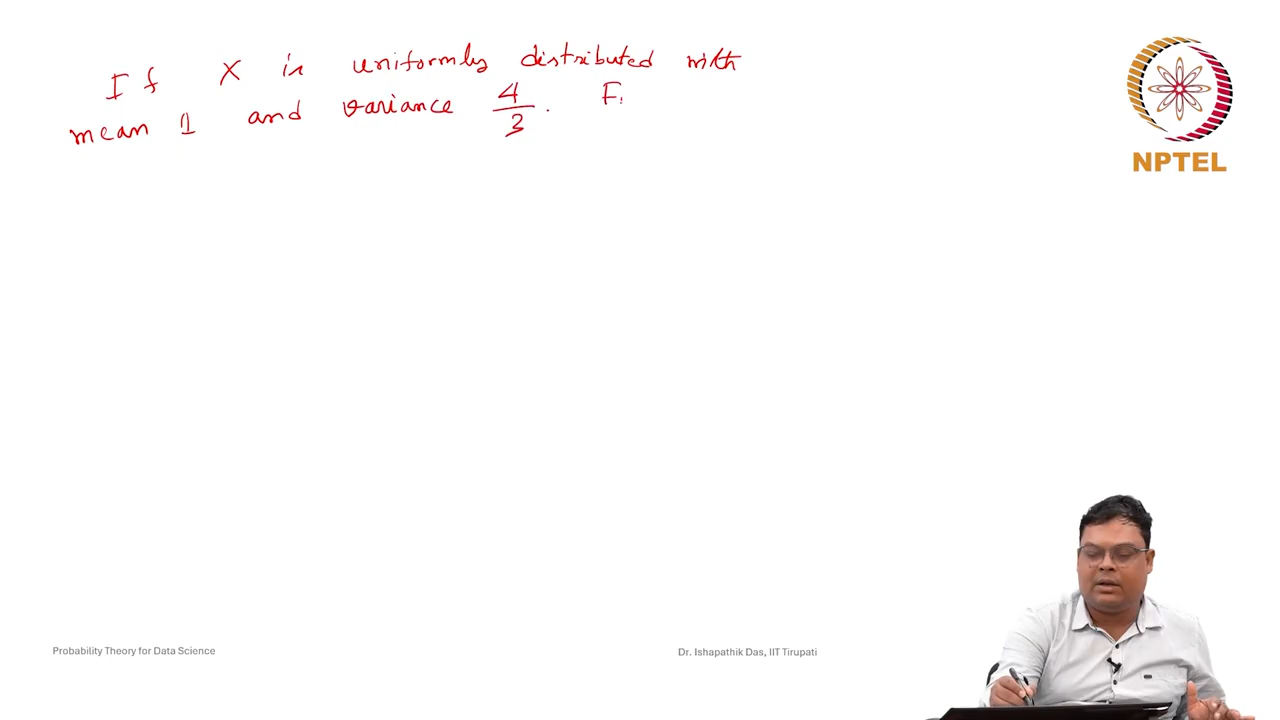 If X is uniformly distributed with
mean 1 and variance 4/3. F
NPTEL
Probability Theory for Data Science
Dr. Ishapathik Das, IIT Tirupati